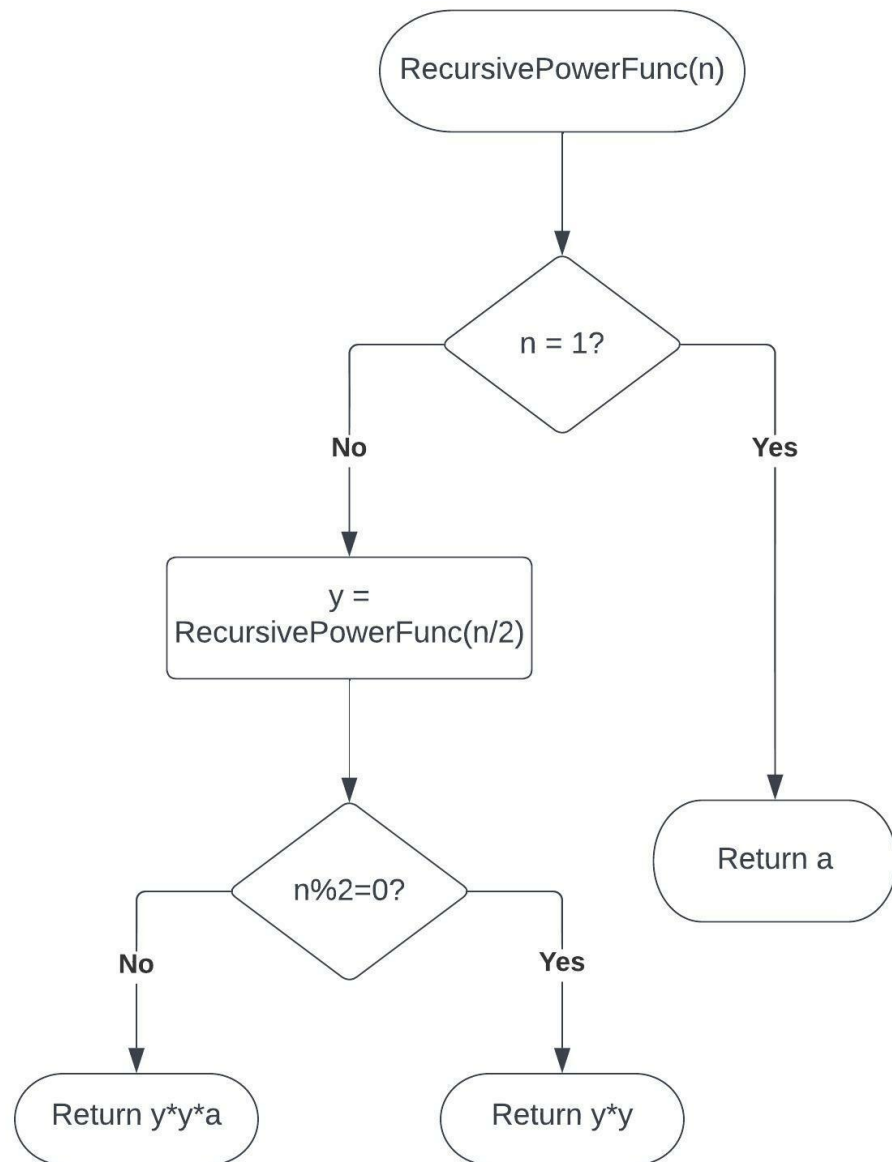 RecursivePowerFunc(n)
n = 1?
No
Yes
y =
RecursivePowerFunc(n/2)
Return a
n%2=0?
No
Yes
Return y*y*a
Return y*y